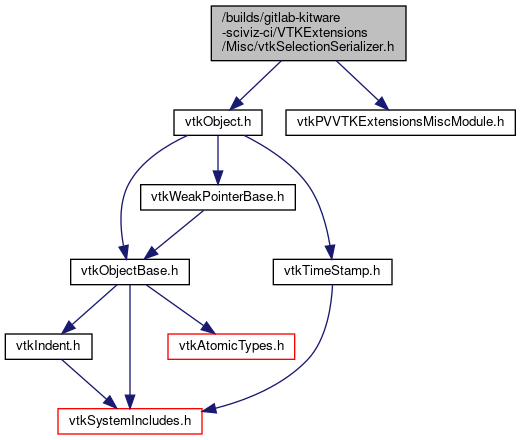 /builds/gitlab-kitware
-sciviz-ci/VTKExtensions
/Misc/vtkSelectionSerializer.h
vtkObject.h
vtkPVVTKExtensionsMiscModule.h
vtkWeakPointerBase.h
vtkObjectBase.h
vtkTimeStamp.h
vtkIndent.h
vtkAtomicTypes.h
vtkSystemIncludes.h